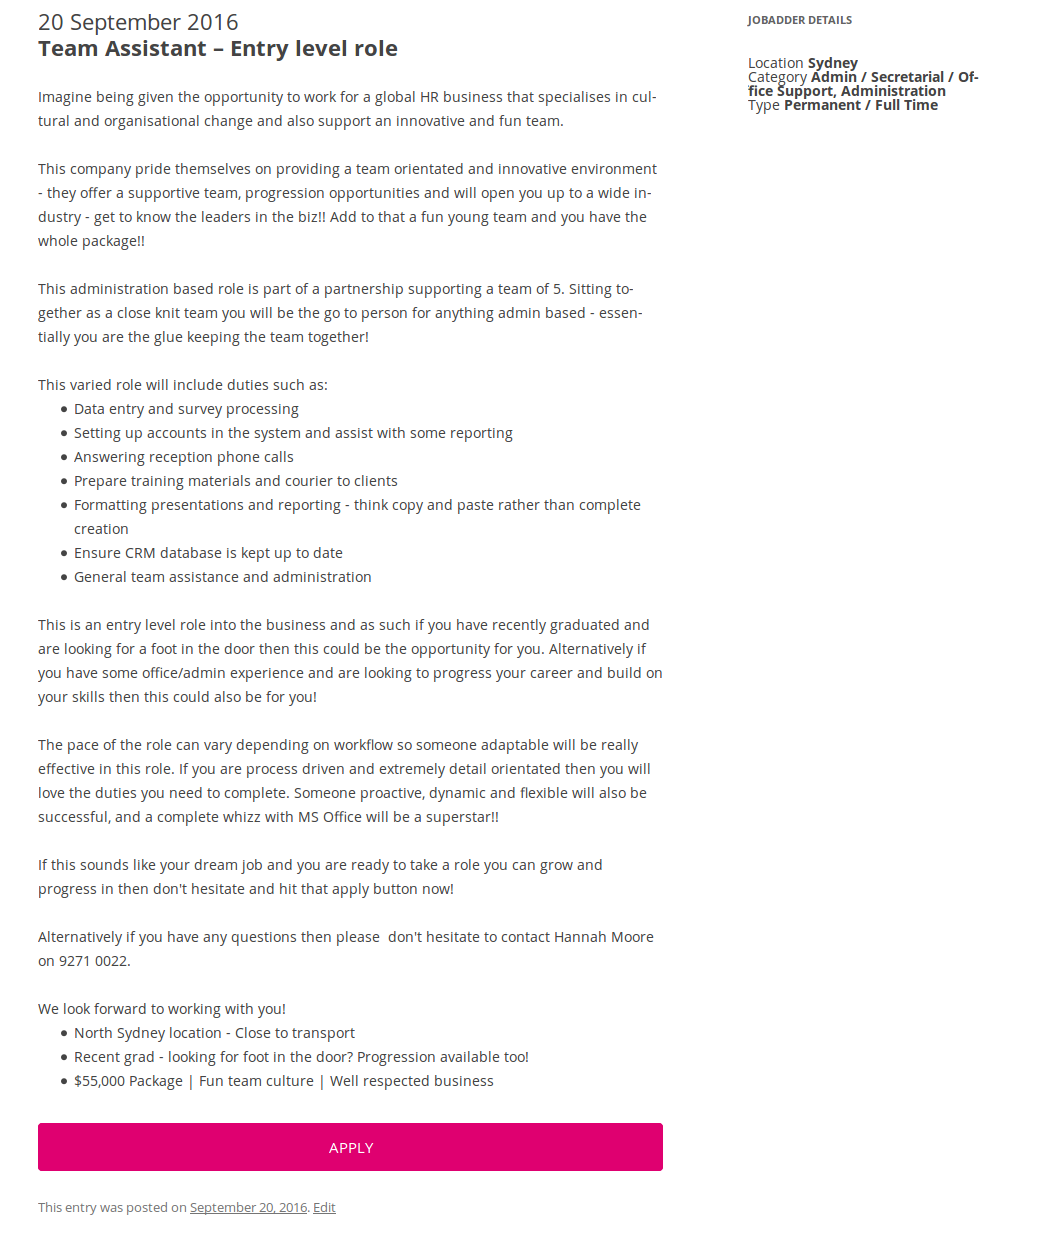 20 September 2016
Team Assistant – Entry level role
Imagine being given the opportunity to work for a global HR business that specialises in cul-
tural and organisational change and also support an innovative and fun team.
This company pride themselves on providing a team orientated and innovative environment
- they offer a supportive team, progression opportunities and will open you up to a wide in-
dustry - get to know the leaders in the biz!! Add to that a fun young team and you have the
whole package!!
This administration based role is part of a partnership supporting a team of 5. Sitting to-
gether as a close knit team you will be the go to person for anything admin based - essen-
tially you are the glue keeping the team together!
This varied role will include duties such as:
• Data entry and survey processing
• Setting up accounts in the system and assist with some reporting
• Answering reception phone calls
• Prepare training materials and courier to clients
• Formatting presentations and reporting - think copy and paste rather than complete
creation
• Ensure CRM database is kept up to date
• General team assistance and administration
This is an entry level role into the business and as such if you have recently graduated and
are looking for a foot in the door then this could be the opportunity for you. Alternatively if
you have some office/admin experience and are looking to progress your career and build on
your skills then this could also be for you!
The pace of the role can vary depending on workflow so someone adaptable will be really
effective in this role. If you are process driven and extremely detail orientated then you will
love the duties you need to complete. Someone proactive, dynamic and flexible will also be
successful, and a complete whizz with MS Office will be a superstar!!
If this sounds like your dream job and you are ready to take a role you can grow and
progress in then don't hesitate and hit that apply button now!
Alternatively if you have any questions then please  don't hesitate to contact Hannah Moore
on 9271 0022.
We look forward to working with you!
• North Sydney location - Close to transport
• Recent grad - looking for foot in the door? Progression available too!
• $55,000 Package | Fun team culture | Well respected business
APPLY
This entry was posted on September 20, 2016. Edit
JOBADDER DETAILS
Location Sydney
Category Admin / Secretarial / Of-
fice Support, Administration
Type Permanent / Full Time